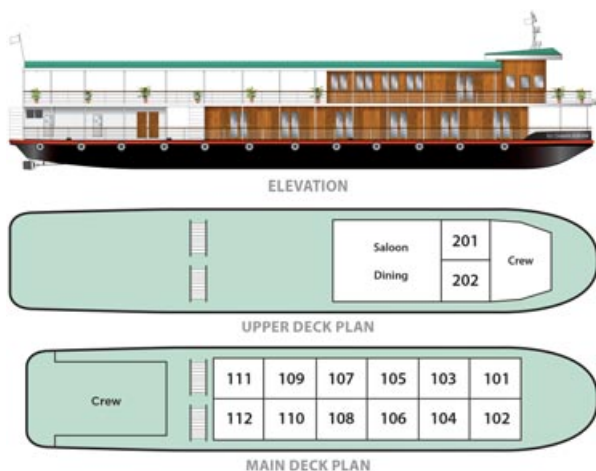 ELEVATION
Saloon
Dining
201
202
Crew
UPPER DECK PLAN
Crew
111 109 107 105 103 101
112 110 108 106 104 102
MAIN DECK PLAN